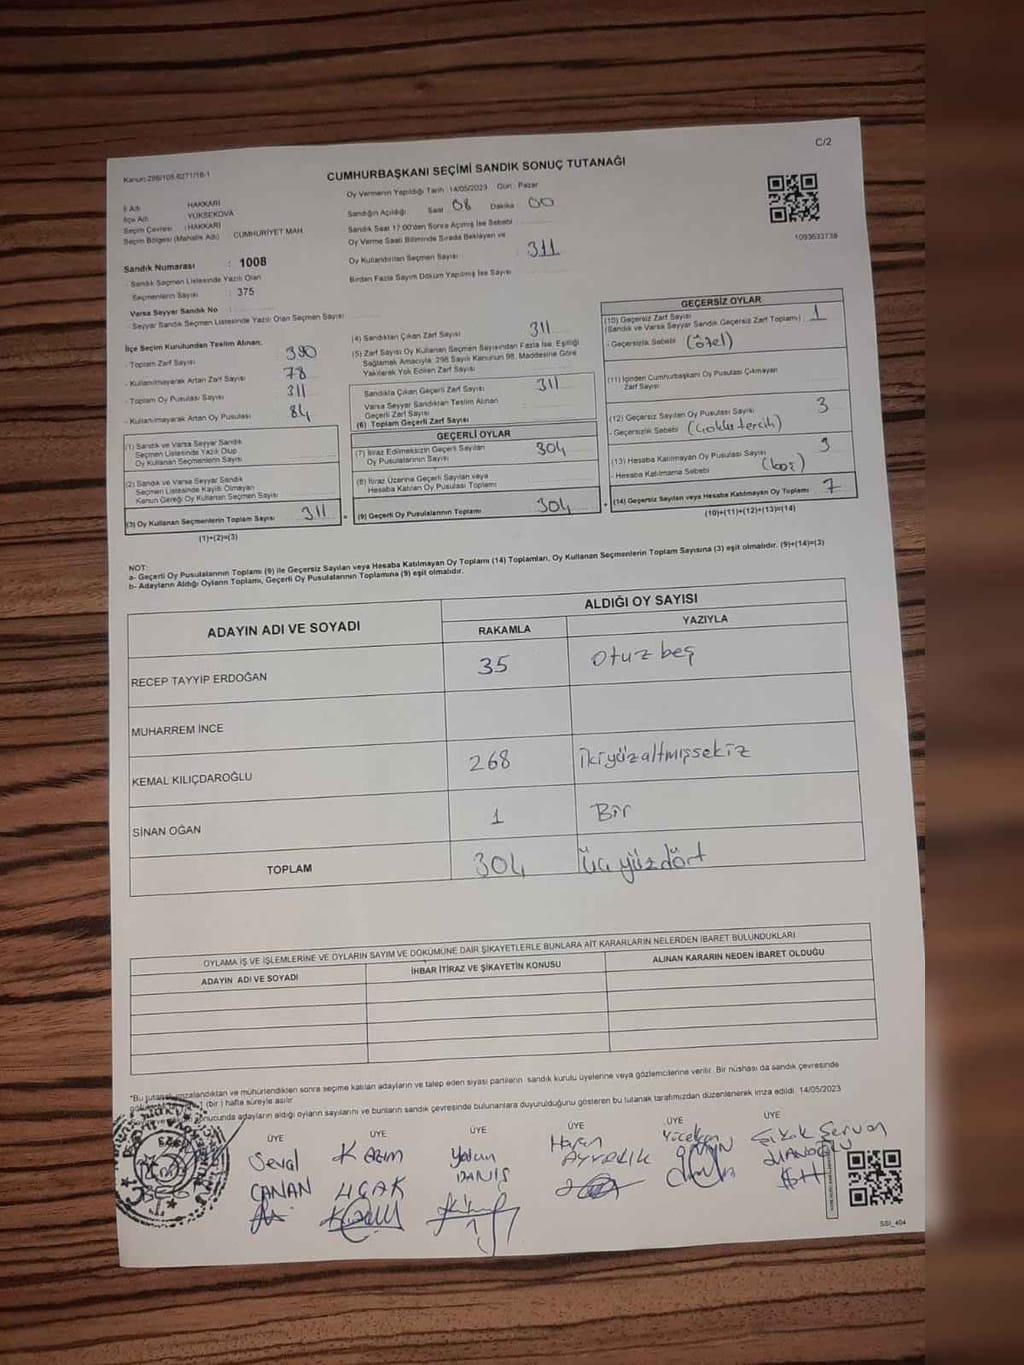 C/2
Kanun:298/105.6271/16-1
CUMHURBAŞKANI SEÇİMİ SANDIK SONUÇ TUTANAĞI
İl Adı : HAKKARİ
İlçe Adı : YÜKSEKOVA
Seçim Çevresi : HAKKARİ
Seçim Bölgesi (Mahalle Adı) CUMHURİYET MAH.
Oy Vermenin Yapıldığı Tarih : 14/05/2023 Gün : Pazar
Sandığın Açıldığı Saat 08 Dakika : 00
Sandık Saat 17:00'den Sonra Açılmış İse Sebebi
Oy Verme Saati Bitiminde Sırada Bekleyen ve
Oy Kullandırılan Seçmen Sayısı : 311
Birden Fazla Sayım Döküm Yapılmış İse Sayısı
1093633738
Sandık Numarası : 1008
- Sandık Seçmen Listesinde Yazılı Olan
Seçmenlerin Sayısı : 375
Varsa Seyyar Sandık No :
- Seyyar Sandık Seçmen Listesinde Yazılı Olan Seçmen Sayısı :
İlçe Seçim Kurulundan Teslim Alınan;
- Toplam Zarf Sayısı 390
- Kullanılmayarak Artan Zarf Sayısı 78
- Toplam Oy Pusulası Sayısı 311
- Kullanılmayarak Artan Oy Pusulası 84
(1) Sandık ve Varsa Seyyar Sandık
Seçmen Listesinde Yazılı Olup
Oy Kullanan Seçmenlerin Sayısı
(2) Sandık ve Varsa Seyyar Sandık
Seçmen Listesinde Kayıtlı Olmayan
Kanun Gereği Oy Kullanan Seçmen Sayısı
(3) Oy Kullanan Seçmenlerin Toplam Sayısı 311
(1)+(2)=(3)
(4) Sandıktan Çıkan Zarf Sayısı 311
(5) Zarf Sayısı Oy Kullanan Seçmen Sayısından Fazla İse, Eşitliği
Sağlamak Amacıyla, 298 Sayılı Kanunun 98. Maddesine Göre
Yakılarak Yok Edilen Zarf Sayısı
Sandıkta Çıkan Geçerli Zarf Sayısı 311
Varsa Seyyar Sandıktan Teslim Alınan
Geçerli Zarf Sayısı
(6) Toplam Geçerli Zarf Sayısı
GEÇERLİ OYLAR
(7) İtiraz Edilmeksizin Geçerli Sayılan
Oy Pusulalarının Sayısı 304
(8) İtiraz Üzerine Geçerli Sayılan veya
Hesaba Katılan Oy Pusulası Toplamı
= (9) Geçerli Oy Pusulalarının Toplamı 304
GEÇERSİZ OYLAR
(10) Geçersiz Zarf Sayısı
(Sandık ve Varsa Seyyar Sandık Geçersiz Zarf Toplamı) 1
- Geçersizlik Sebebi (özel)
(11) İçinden Cumhurbaşkanı Oy Pusulası Çıkmayan
Zarf Sayısı
(12) Geçersiz Sayılan Oy Pusulası Sayısı 3
- Geçersizlik Sebebi (çoklu tercih)
(13) Hesaba Katılmayan Oy Pusulası Sayısı 3
- Hesaba Katılmama Sebebi (boş)
+ (14) Geçersiz Sayılan veya Hesaba Katılmayan Oy Toplamı 7
(10)+(11)+(12)+(13)=(14)
NOT:
a- Geçerli Oy Pusulalarının Toplamı (9) ile Geçersiz Sayılan veya Hesaba Katılmayan Oy Toplamı (14) Toplamları, Oy Kullanan Seçmenlerin Toplam Sayısına (3) eşit olmalıdır. (9)+(14)=(3)
b- Adayların Aldığı Oyların Toplamı, Geçerli Oy Pusulalarının Toplamına (9) eşit olmalıdır.
ADAYIN ADI VE SOYADI
ALDIĞI OY SAYISI
RAKAMLA YAZIYLA
RECEP TAYYİP ERDOĞAN 35 otuz beş
MUHARREM İNCE
KEMAL KILIÇDAROĞLU 268 ikiyüzaltmışsekiz
SİNAN OĞAN 1 Bir
TOPLAM 304 üçyüzdört
OYLAMA İŞ VE İŞLEMLERİNE VE OYLARIN SAYIM VE DÖKÜMÜNE DAİR ŞİKAYETLERLE BUNLARA AİT KARARLARIN NELERDEN İBARET BULUNDUKLARI
ADAYIN ADI VE SOYADI İHBAR İTİRAZ VE ŞİKAYETİN KONUSU ALINAN KARARIN NEDEN İBARET OLDUĞU
*Bu tutanak imzalandıktan ve mühürlendikten sonra seçime katılan adayların ve talep eden siyasi partilerin sandık kurulu üyelerine veya gözlemcilerine verilir. Bir nüshası da sandık çevresinde
1 (bir) hafta süreyle asılır
sonucunda adayların aldığı oyların sayılarını ve bunların sandık çevresinde bulunanlara duyurulduğunu gösteren bu tutanak tarafımızdan düzenlenerek imza edildi. 14/05/2023
ÜYE ÜYE ÜYE ÜYE ÜYE ÜYE
Seval Kazım Yalçın Hasan Yücelcan Şervan
CANAN UÇAK DANIŞ
SSI_404